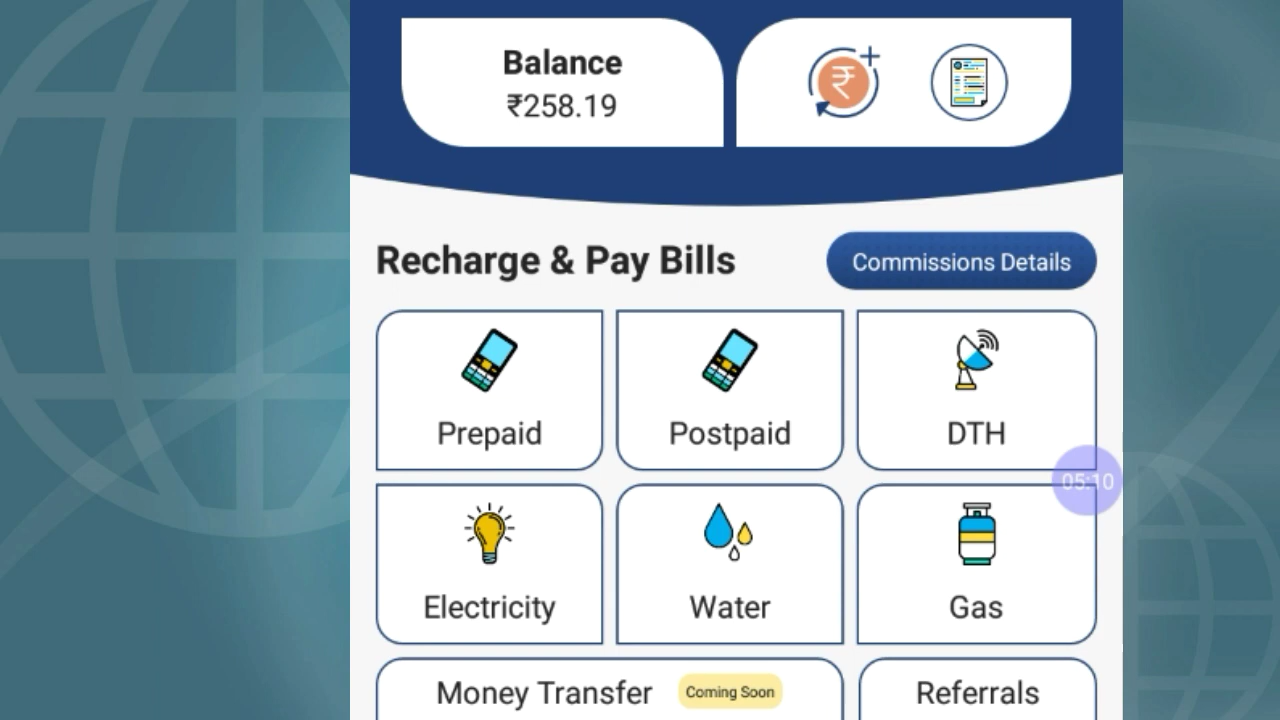 Balance
₹258.19
Recharge & Pay Bills
Commissions Details
Prepaid
Postpaid
DTH
05:10
Electricity
Water
Gas
Money Transfer
Coming Soon
Referrals